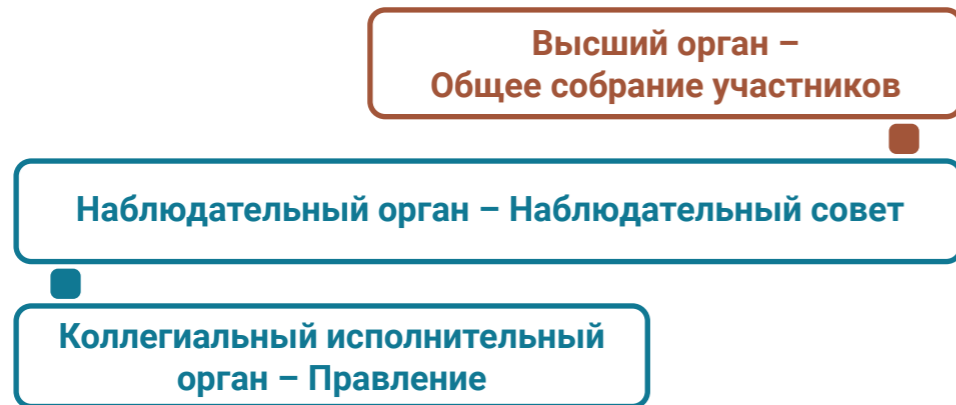 Высший орган –
Общее собрание участников
Наблюдательный орган – Наблюдательный совет
Коллегиальный исполнительный
орган – Правление